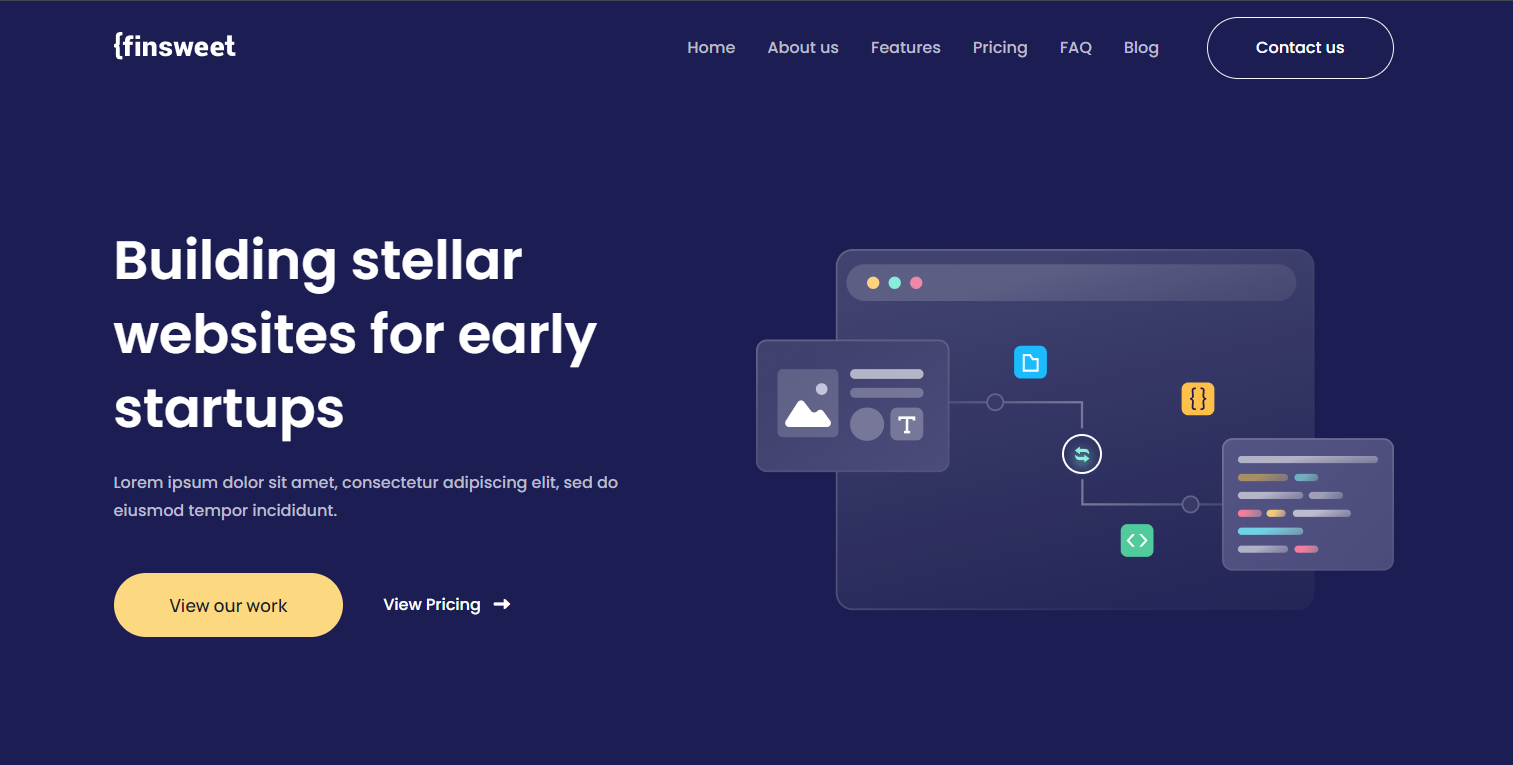 {finsweet
Home About us Features Pricing FAQ Blog Contact us
Building stellar
websites for early
startups
Lorem ipsum dolor sit amet, consectetur adipiscing elit, sed do
eiusmod tempor incididunt.
View our work View Pricing →
T
{}
<>